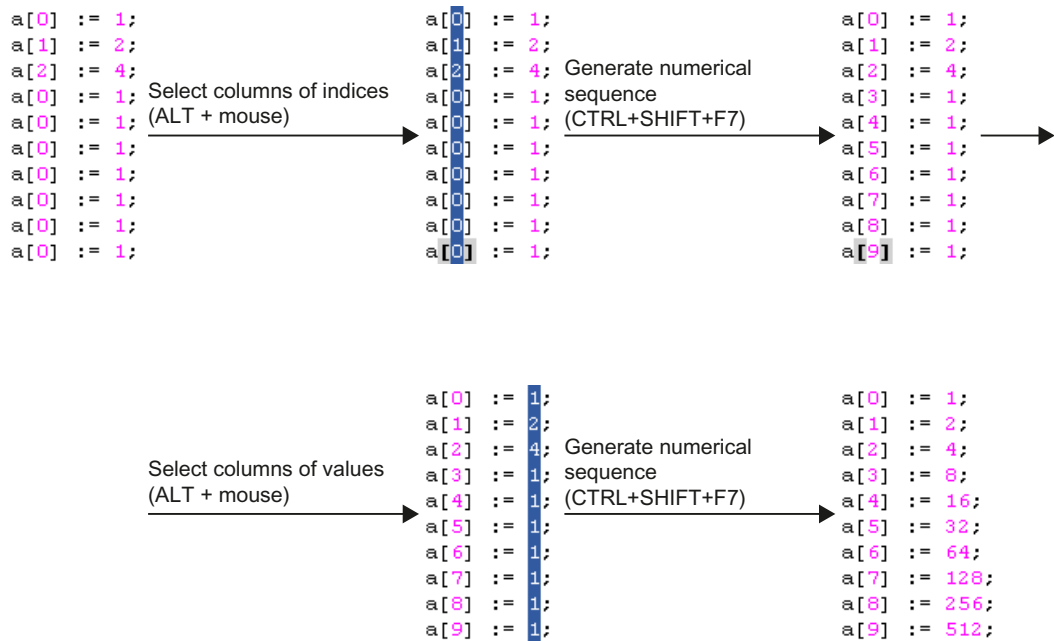 a[0] := 1;
a[1] := 2;
a[2] := 4;
a[0] := 1;
a[0] := 1;
a[0] := 1;
a[0] := 1;
a[0] := 1;
a[0] := 1;
a[0] := 1;
Select columns of indices
(ALT + mouse)
a[0] := 1;
a[1] := 2;
a[2] := 4;
a[0] := 1;
a[0] := 1;
a[0] := 1;
a[0] := 1;
a[0] := 1;
a[0] := 1;
a[0] := 1;
Generate numerical
sequence
(CTRL+SHIFT+F7)
a[0] := 1;
a[1] := 2;
a[2] := 4;
a[3] := 1;
a[4] := 1;
a[5] := 1;
a[6] := 1;
a[7] := 1;
a[8] := 1;
a[9] := 1;
Select columns of values
(ALT + mouse)
a[0] := 1;
a[1] := 2;
a[2] := 4;
a[3] := 1;
a[4] := 1;
a[5] := 1;
a[6] := 1;
a[7] := 1;
a[8] := 1;
a[9] := 1;
Generate numerical
sequence
(CTRL+SHIFT+F7)
a[0] := 1;
a[1] := 2;
a[2] := 4;
a[3] := 8;
a[4] := 16;
a[5] := 32;
a[6] := 64;
a[7] := 128;
a[8] := 256;
a[9] := 512;